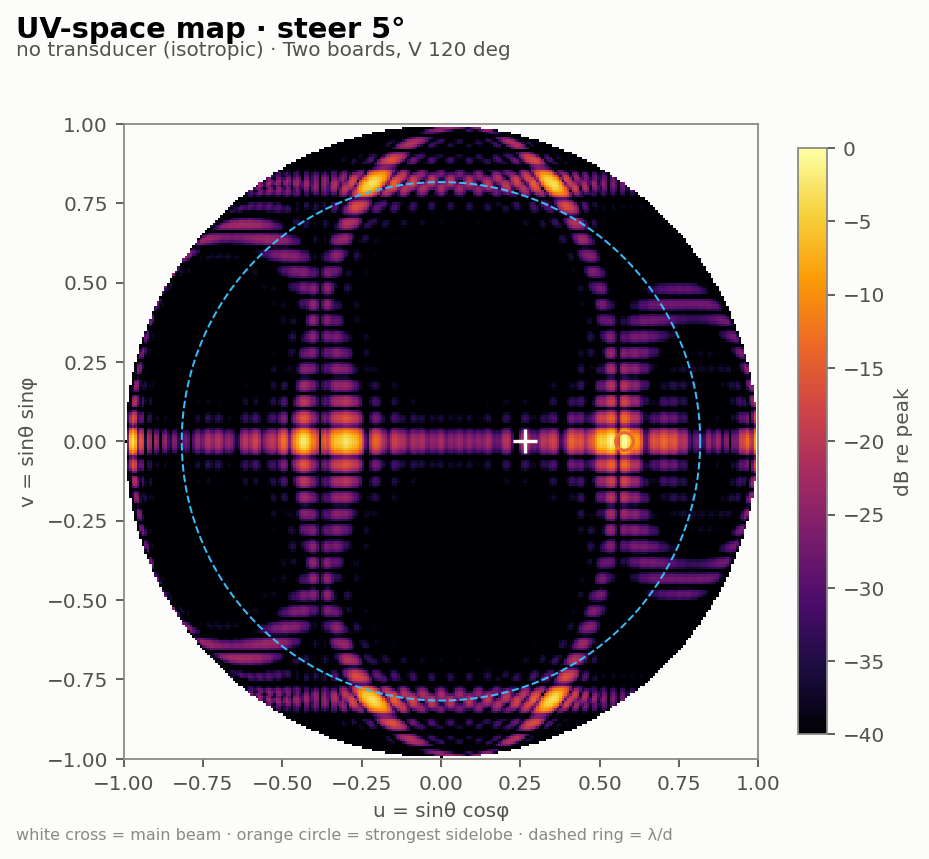 UV-space map · steer 5°
no transducer (isotropic) · Two boards, V 120 deg
1.00
0.75
0.50
0.25
0.00
−0.25
−0.50
−0.75
−1.00
v = sinθ sinφ
−1.00 −0.75 −0.50 −0.25 0.00 0.25 0.50 0.75 1.00
u = sinθ cosφ
0
−5
−10
−15
−20
−25
−30
−35
−40
dB re peak
white cross = main beam · orange circle = strongest sidelobe · dashed ring = λ/d